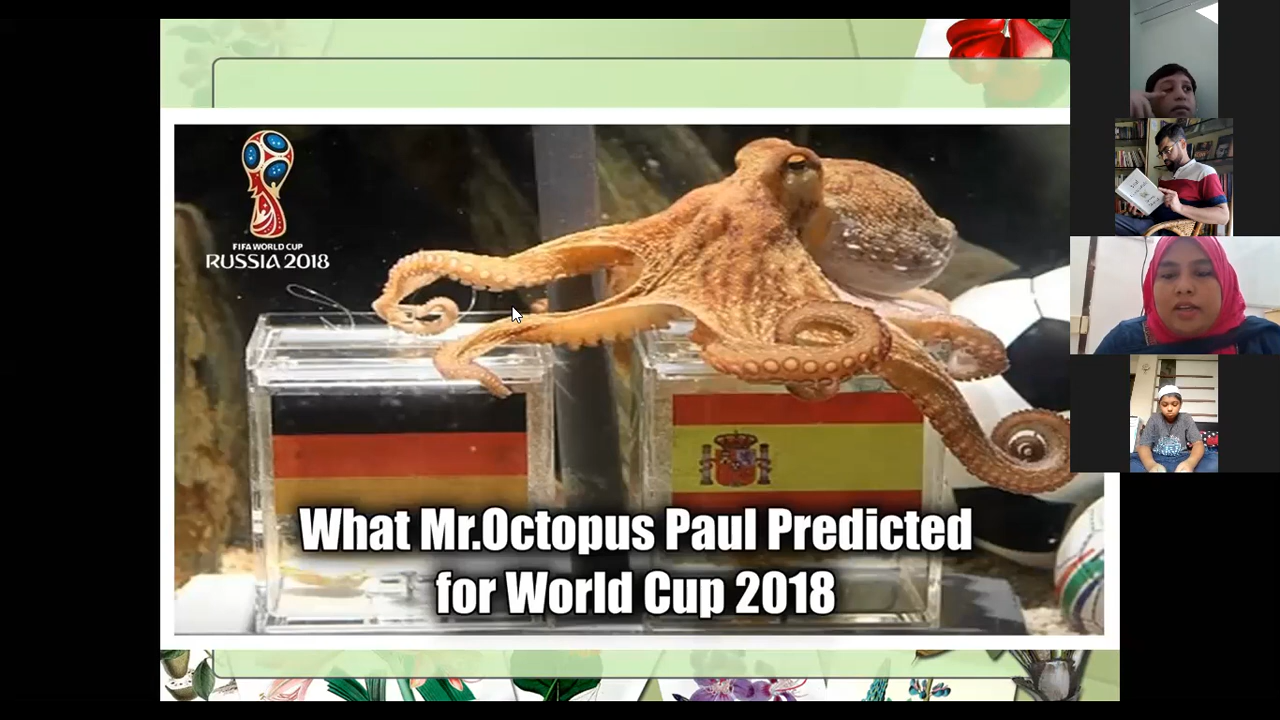 FIFA WORLD CUP
RUSSIA 2018
What Mr.Octopus Paul Predicted
for World Cup 2018